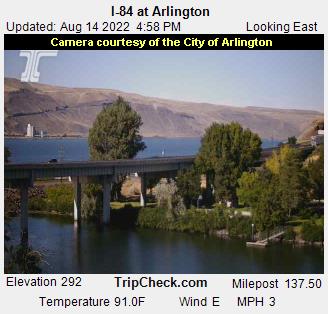 I-84 at Arlington
Updated: Aug 14 2022 4:58 PM Looking East
Camera courtesy of the City of Arlington
Elevation 292 TripCheck.com Milepost 137.50
Temperature 91.0F Wind E MPH 3